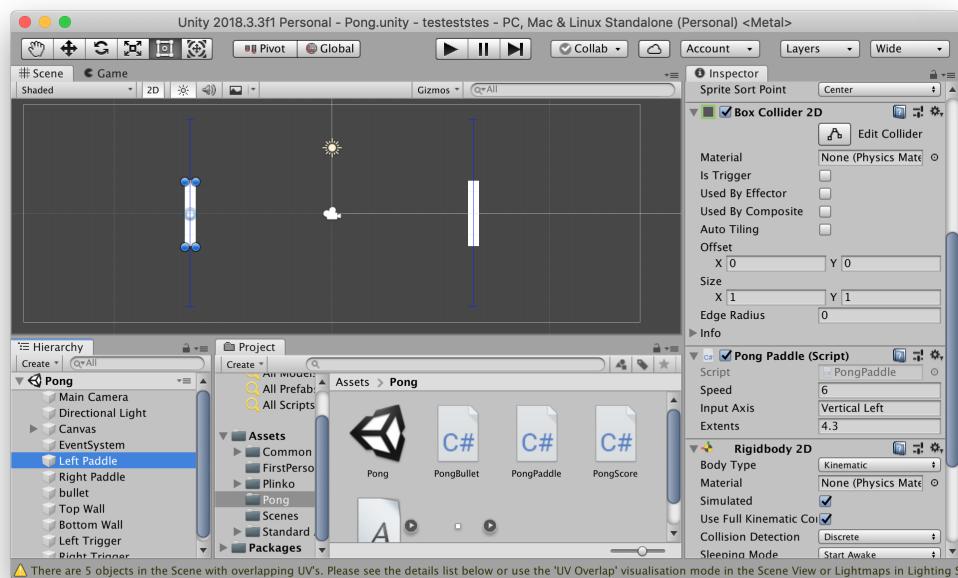 Unity 2018.3.3f1 Personal - Pong.unity - testeststes - PC, Mac & Linux Standalone (Personal) <Metal>
Pivot Global Collab Account Layers Wide
Scene Game
Shaded 2D Gizmos All
Hierarchy
Create All
Pong
Main Camera
Directional Light
Canvas
EventSystem
Left Paddle
Right Paddle
bullet
Top Wall
Bottom Wall
Left Trigger
Right Trigger
Project
Create
All Models
All Prefab
All Scripts
Assets
Common
FirstPerso
Plinko
Pong
Scenes
Standard
Packages
Assets > Pong
C# C# C#
Pong PongBullet PongPaddle PongScore
A
Inspector
Sprite Sort Point Center
Box Collider 2D
Edit Collider
Material None (Physics Mate
Is Trigger
Used By Effector
Used By Composite
Auto Tiling
Offset
X 0 Y 0
Size
X 1 Y 1
Edge Radius 0
Info
Pong Paddle (Script)
Script PongPaddle
Speed 6
Input Axis Vertical Left
Extents 4.3
Rigidbody 2D
Body Type Kinematic
Material None (Physics Mate
Simulated
Use Full Kinematic Co
Collision Detection Discrete
Sleeping Mode Start Awake
There are 5 objects in the Scene with overlapping UV's. Please see the details list below or use the 'UV Overlap' visualisation mode in the Scene View or Lightmaps in Lighting S